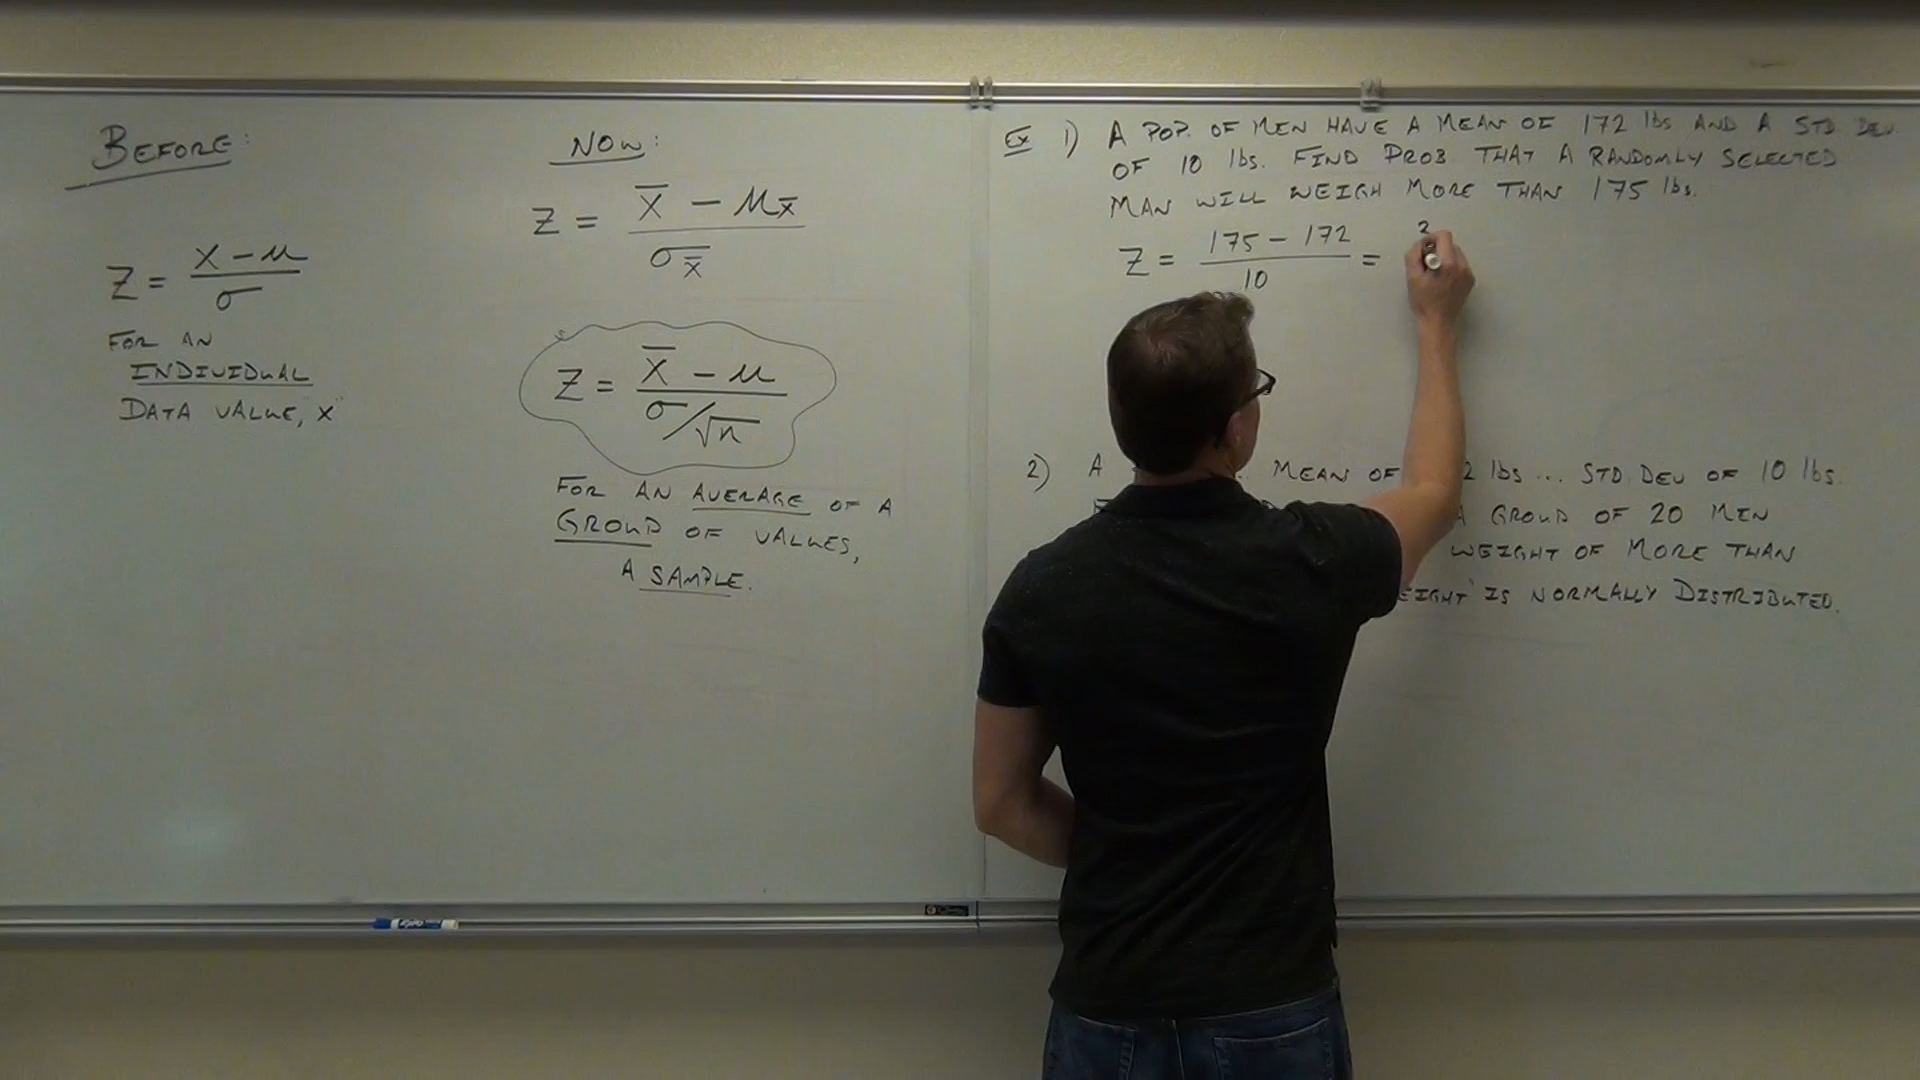 BEFORE:
Z = X - μ / σ
FOR AN
INDIVIDUAL
DATA VALUE, X
NOW:
Z = X̄ - μx̄ / σx̄
Z = X̄ - μ / σ/√n
FOR AN AVERAGE OF A
GROUP OF VALUES,
A SAMPLE.
EX 1) A POP. OF MEN HAVE A MEAN OF 172 lbs AND A STD. DEV.
OF 10 lbs. FIND PROB THAT A RANDOMLY SELECTED
MAN WILL WEIGH MORE THAN 175 lbs.
Z = 175 - 172 / 10 =
2) A MEAN OF 2 lbs ... STD. DEV OF 10 lbs.
A GROUP OF 20 MEN
WEIGHT OF MORE THAN
EIGHT IS NORMALLY DISTRIBUTED.
EXPO